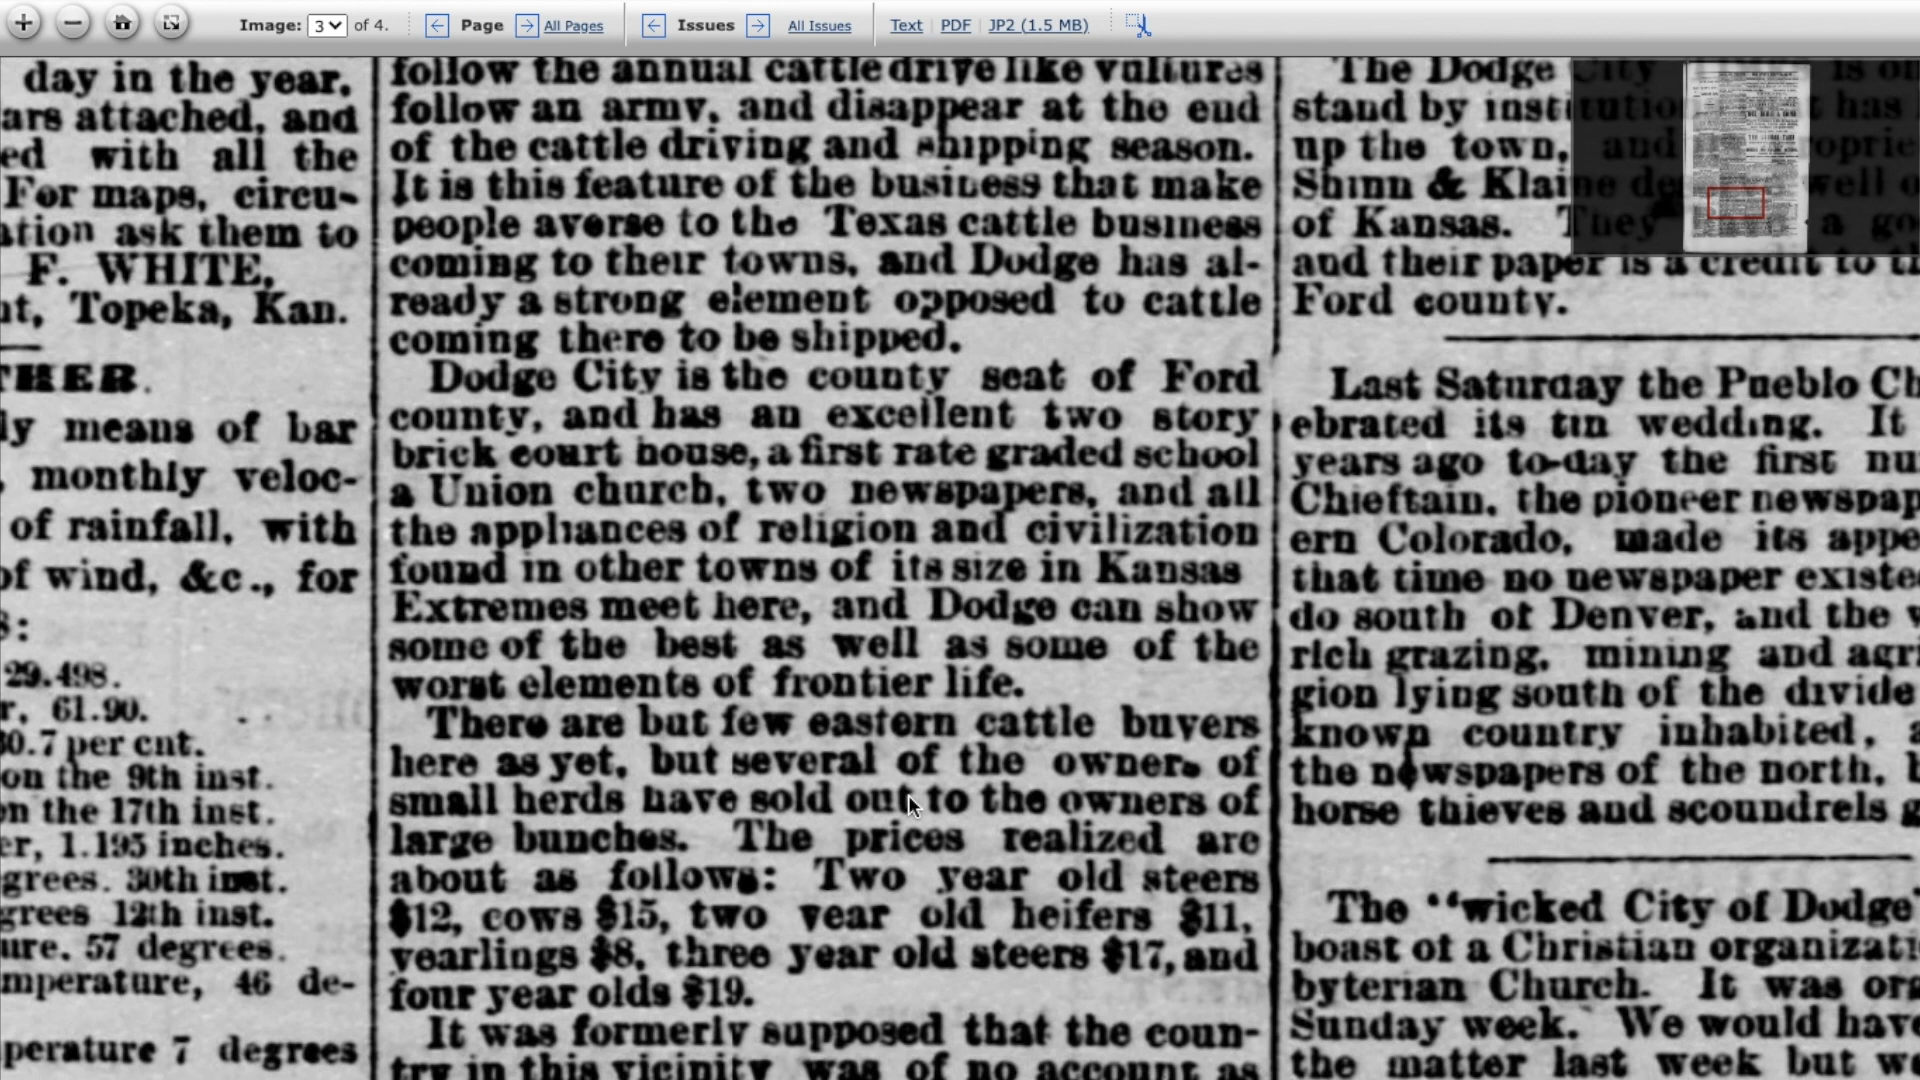 Image: 3 of 4. Page All Pages Issues All Issues Text PDF JP2 (1.5 MB)
day in the year.
ars attached, and
ed with all the
For maps, circu-
ation ask them to
F. WHITE,
nt, Topeka, Kan.
THER.
ly means of bar
monthly veloc-
of rainfall, with
of wind, &c., for
S:
29.498.
r, 61.90.
30.7 per cnt.
on the 9th inst.
on the 17th inst.
er, 1.195 inches.
grees. 30th inst.
grees 12th inst.
ure. 57 degrees.
mperature, 46 de-
perature 7 degrees
follow the annual cattle drive like vultures
follow an army, and disappear at the end
of the cattle driving and shipping season.
It is this feature of the business that make
people averse to the Texas cattle business
coming to their towns, and Dodge has al-
ready a strong element opposed to cattle
coming there to be shipped.
Dodge City is the county seat of Ford
county, and has an excellent two story
brick court house, a first rate graded school
a Union church, two newspapers, and all
the appliances of religion and civilization
found in other towns of its size in Kansas
Extremes meet here, and Dodge can show
some of the best as well as some of the
worst elements of frontier life.
There are but few eastern cattle buyers
here as yet, but several of the owners of
small herds have sold out to the owners of
large bunches. The prices realized are
about as follows: Two year old steers
$12, cows $15, two year old heifers $11,
yearlings $8, three year old steers $17, and
four year olds $19.
It was formerly supposed that the coun-
try in this vicinity was of no account as
The Dodge City is on
stand by institution has
up the town, and proprie
Shinn & Klaine de well o
of Kansas. They a go
and their paper is a credit to th
Ford county.
Last Saturday the Pueblo Ch
ebrated its tin wedding. It
years ago to-day the first nu
Chieftain, the pioneer newspap
ern Colorado, made its appe
that time no newspaper existe
do south of Denver, and the v
rich grazing, mining and agri
gion lying south of the divide
known country inhabited, a
the newspapers of the north, b
horse thieves and scoundrels g
The "wicked City of Dodge"
boast of a Christian organizati
byterian Church. It was org
Sunday week. We would have
the matter last week but we